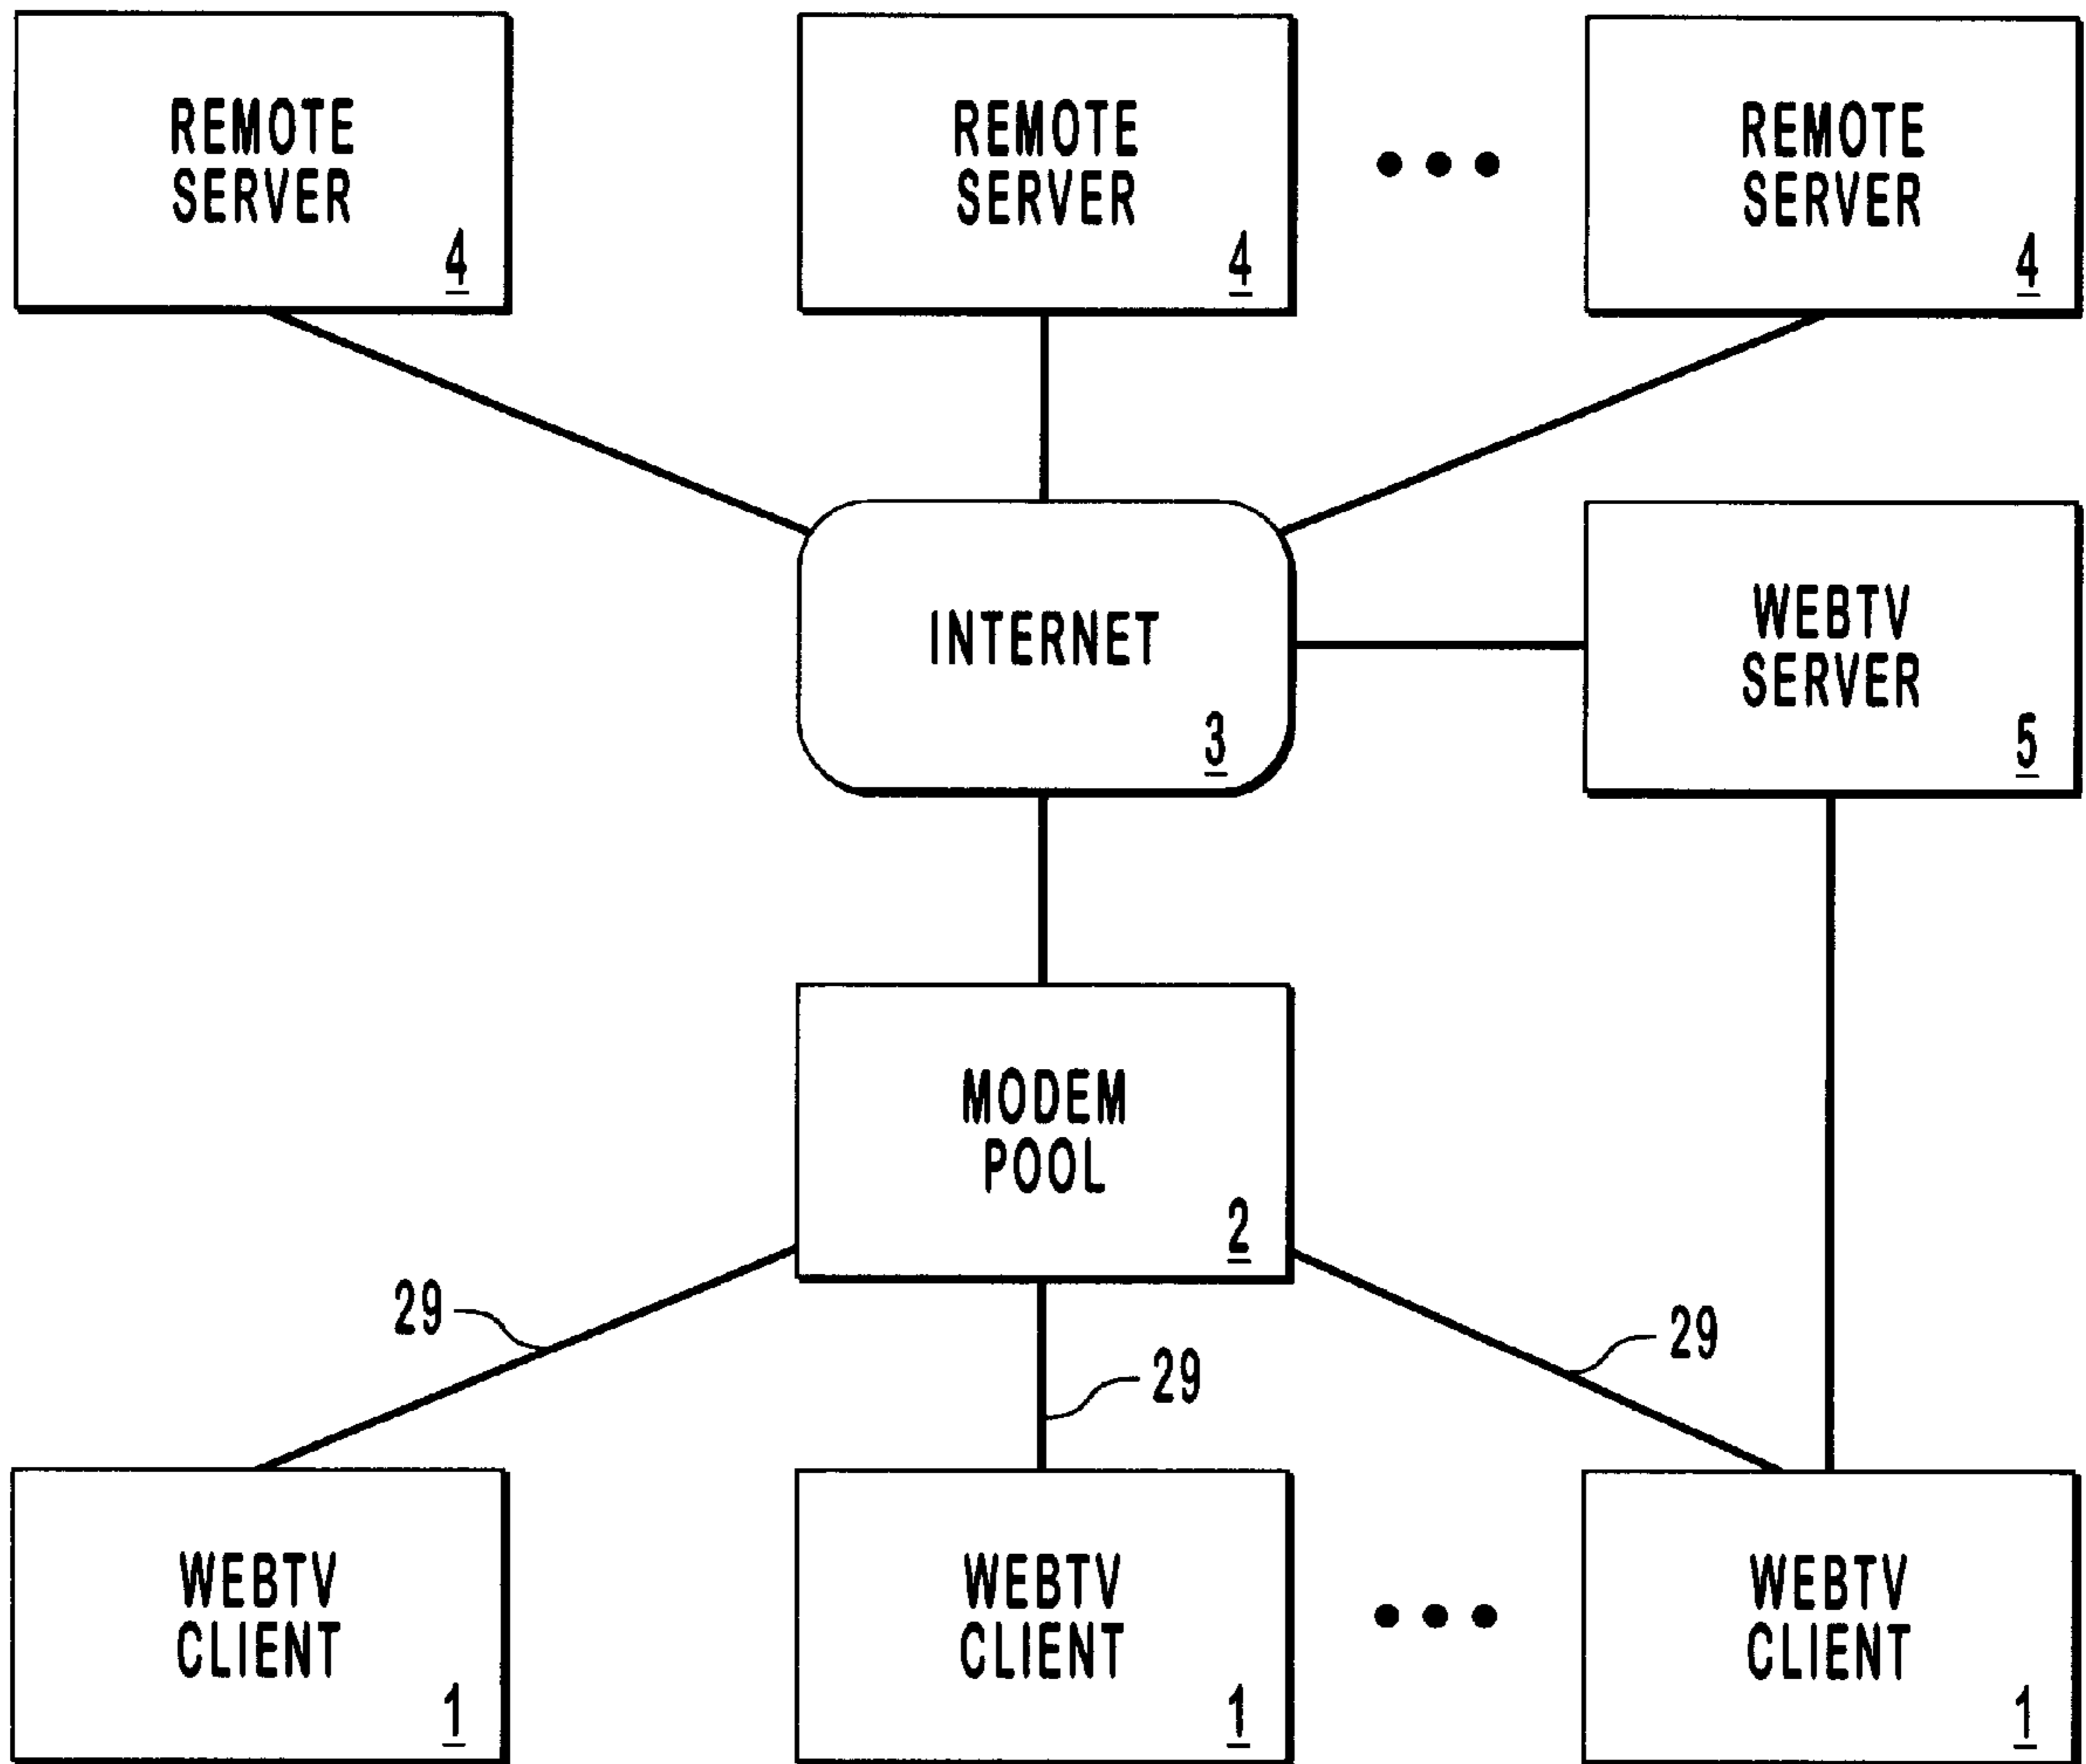 REMOTE
SERVER
4
REMOTE
SERVER
4
REMOTE
SERVER
4
INTERNET
3
WEBTV
SERVER
5
MODEM
POOL
2
29
29
29
WEBTV
CLIENT
1
WEBTV
CLIENT
1
WEBTV
CLIENT
1